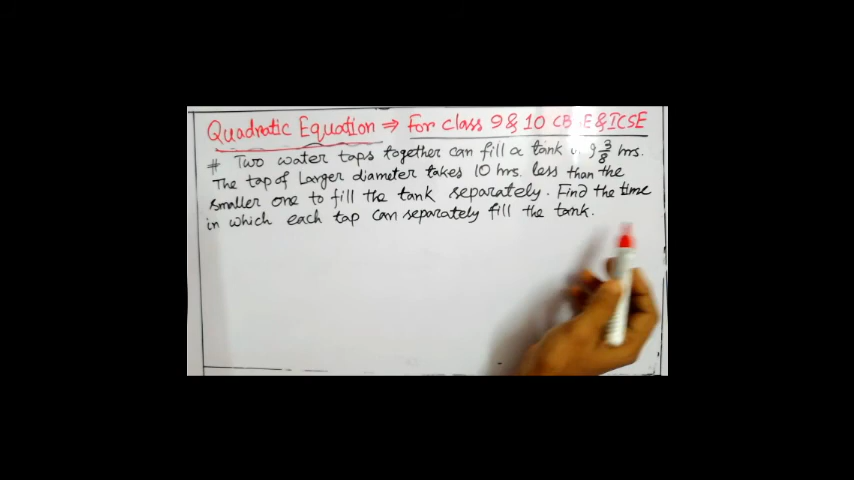 Quadratic Equation ⇒ For class 9 & 10 CB E & ICSE
# Two water taps together can fill a tank 9 3/8 hrs.
The tap of Larger diameter takes 10 hrs. less than the
smaller one to fill the tank separately. Find the time
in which each tap can separately fill the tank.